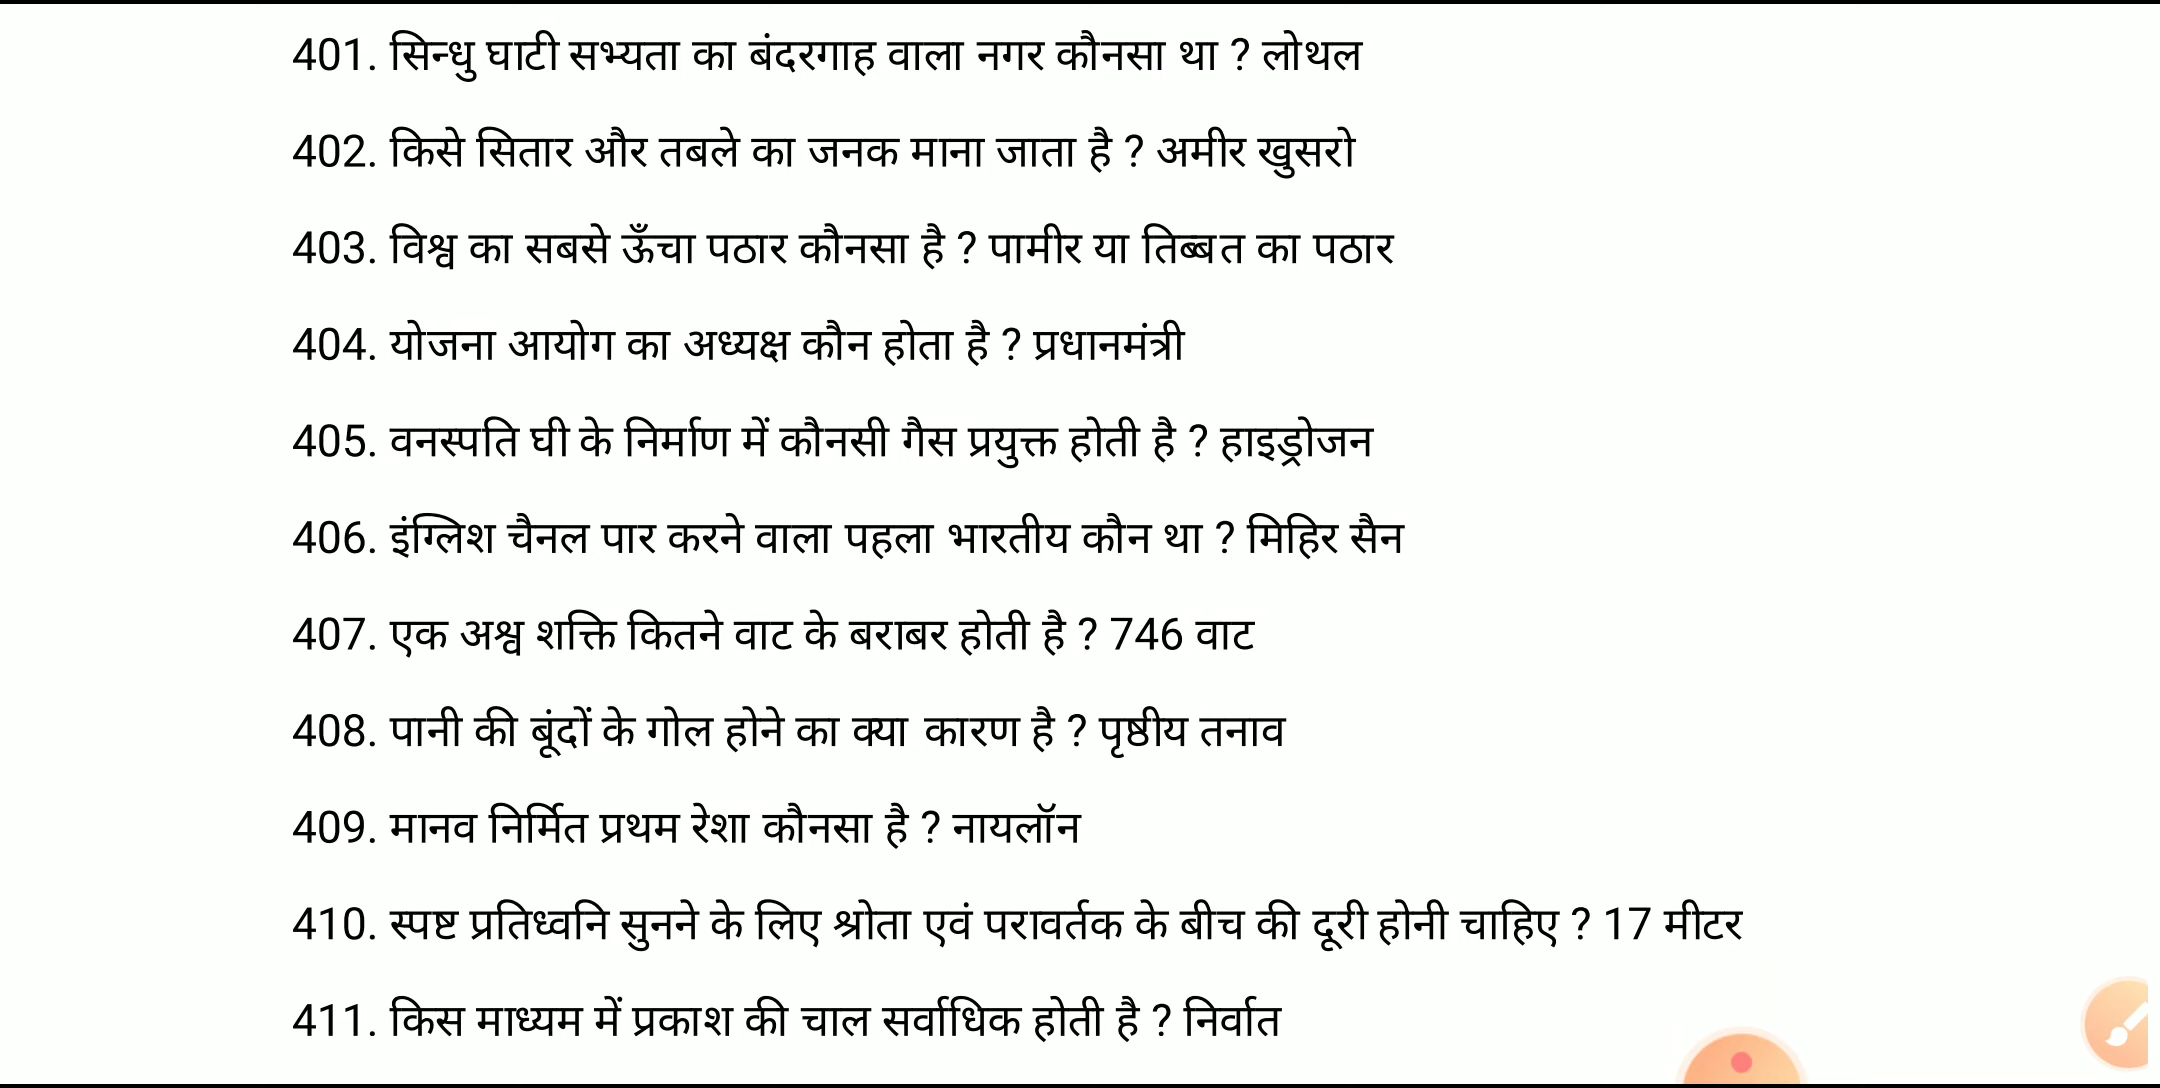 401. सिन्धु घाटी सभ्यता का बंदरगाह वाला नगर कौनसा था ? लोथल
402. किसे सितार और तबले का जनक माना जाता है ? अमीर खुसरो
403. विश्व का सबसे ऊँचा पठार कौनसा है ? पामीर या तिब्बत का पठार
404. योजना आयोग का अध्यक्ष कौन होता है ? प्रधानमंत्री
405. वनस्पति घी के निर्माण में कौनसी गैस प्रयुक्त होती है ? हाइड्रोजन
406. इंग्लिश चैनल पार करने वाला पहला भारतीय कौन था ? मिहिर सैन
407. एक अश्व शक्ति कितने वाट के बराबर होती है ? 746 वाट
408. पानी की बूंदों के गोल होने का क्या कारण है ? पृष्ठीय तनाव
409. मानव निर्मित प्रथम रेशा कौनसा है ? नायलॉन
410. स्पष्ट प्रतिध्वनि सुनने के लिए श्रोता एवं परावर्तक के बीच की दूरी होनी चाहिए ? 17 मीटर
411. किस माध्यम में प्रकाश की चाल सर्वाधिक होती है ? निर्वात